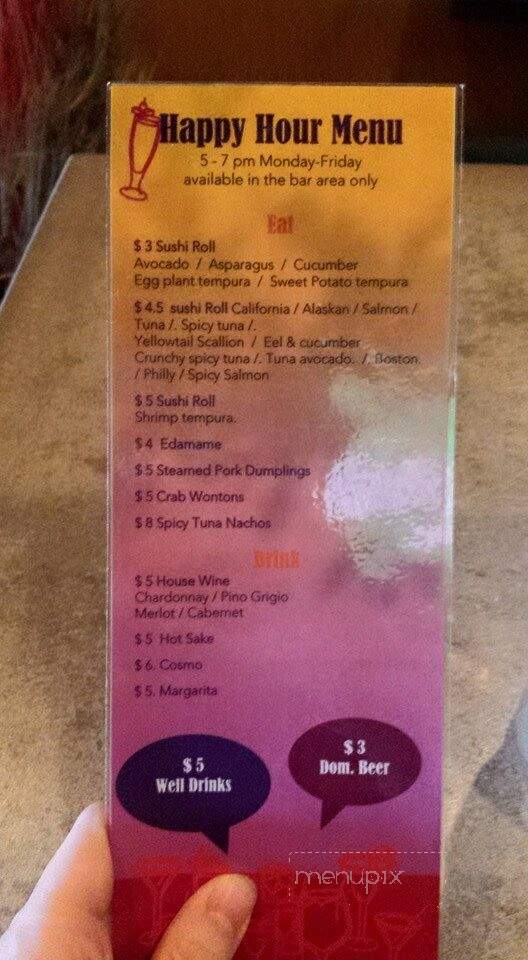 Happy Hour Menu
5 - 7 pm Monday-Friday
available in the bar area only
Eat
$ 3 Sushi Roll
Avocado / Asparagus / Cucumber
Egg plant tempura / Sweet Potato tempura
$ 4.5 sushi Roll California / Alaskan / Salmon /
Tuna /. Spicy tuna /.
Yellowtail Scallion / Eel & cucumber
Crunchy spicy tuna /. Tuna avocado. /. Boston.
/ Philly / Spicy Salmon
$ 5 Sushi Roll
Shrimp tempura.
$ 4 Edamame
$ 5 Steamed Pork Dumplings
$ 5 Crab Wontons
$ 8 Spicy Tuna Nachos
Drink
$ 5 House Wine
Chardonnay / Pino Grigio
Merlot / Cabernet
$ 5 Hot Sake
$ 6. Cosmo
$ 5. Margarita
$ 5
Well Drinks
$ 3
Dom. Beer
menupix